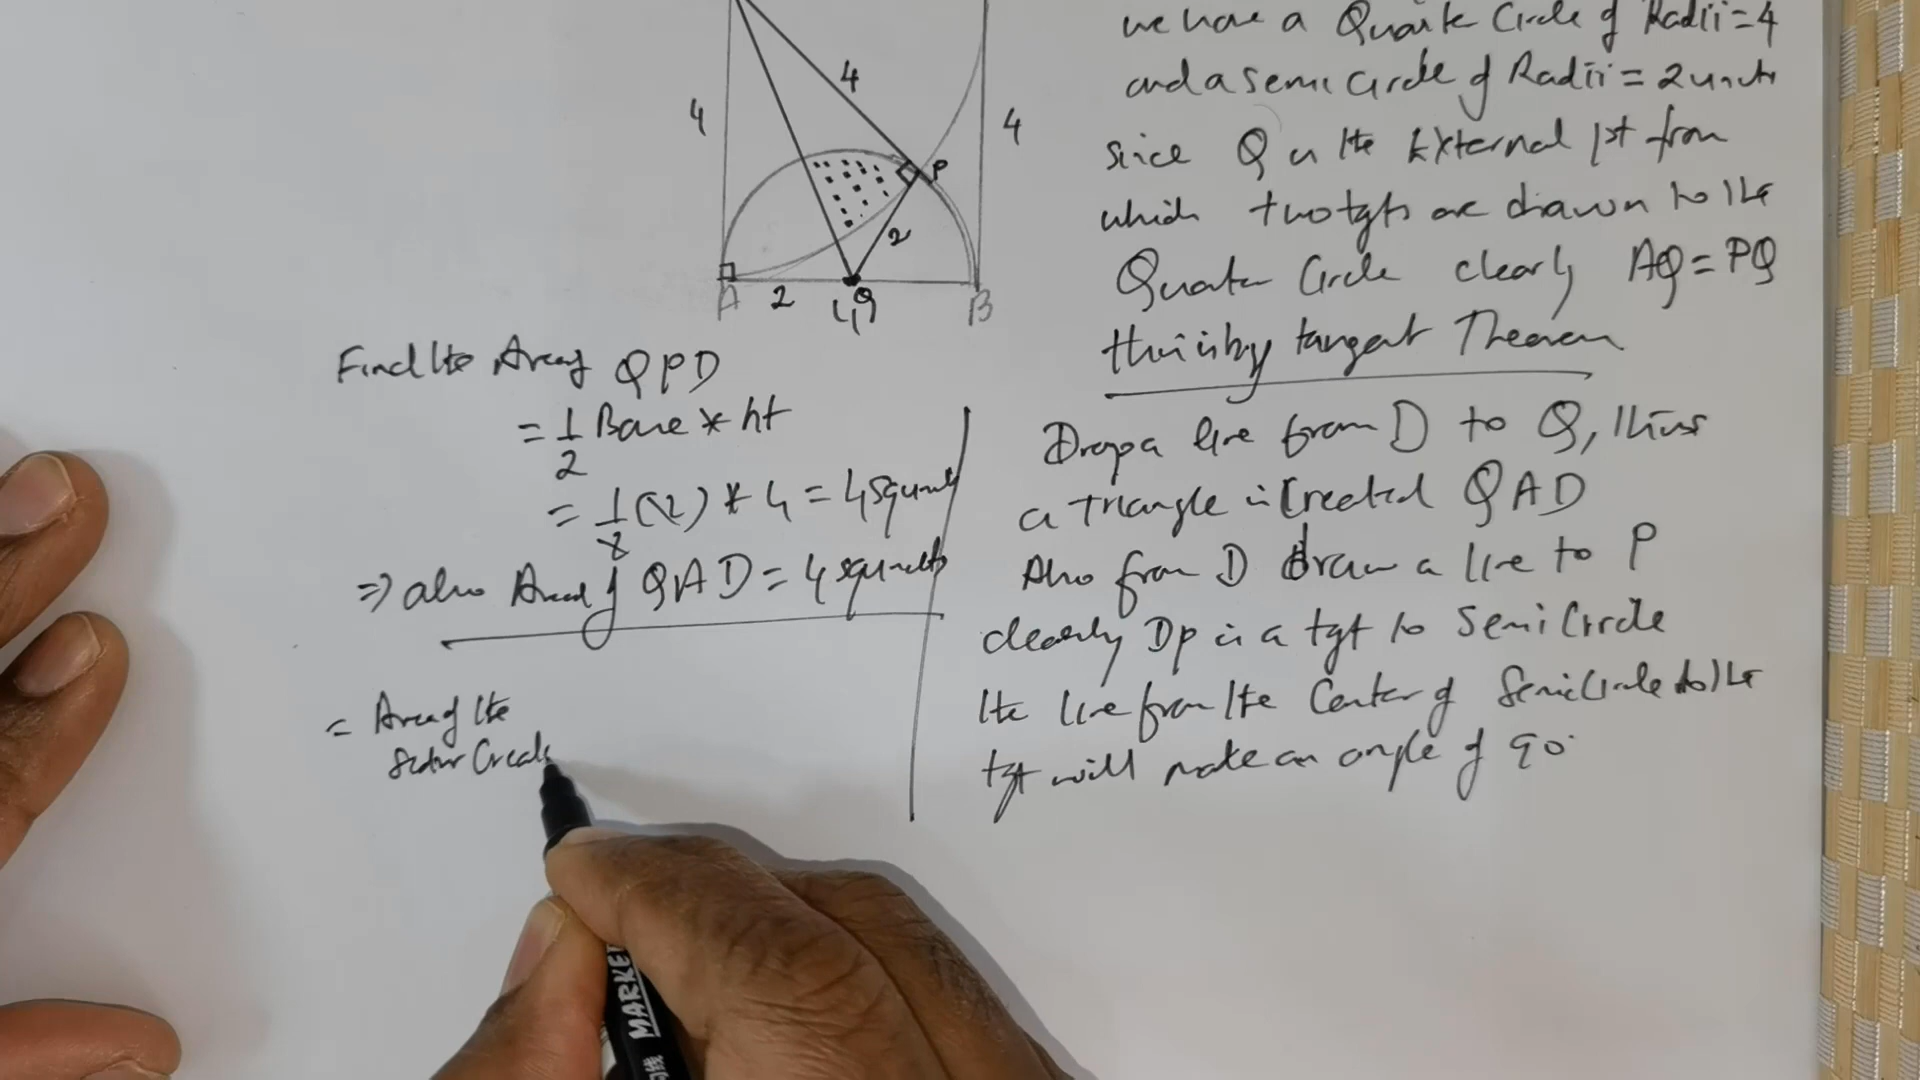 we have a Quarter Circle of Radii = 4
and a semi Circle of Radii = 2 units
since Q is the External pt from
which two tgts are drawn to the
Quarter Circle clearly AQ = PQ
this is by tangent Theorem
4
4
4
P
2
A 2 Q B
4
Find the Area of QPD
= 1/2 Base * ht
= 1/2 (2) * 4 = 4 squnits
⇒ also Area of QAD = 4 squnits
= Area of the
Sector Circle
Drop a line from D to Q, thus
a triangle is Created QAD
Also from D draw a line to P
clearly DP is a tgt to Semi Circle
the line from the Center of Semi Circle to the
tgt will make an angle of 90°
MARKE